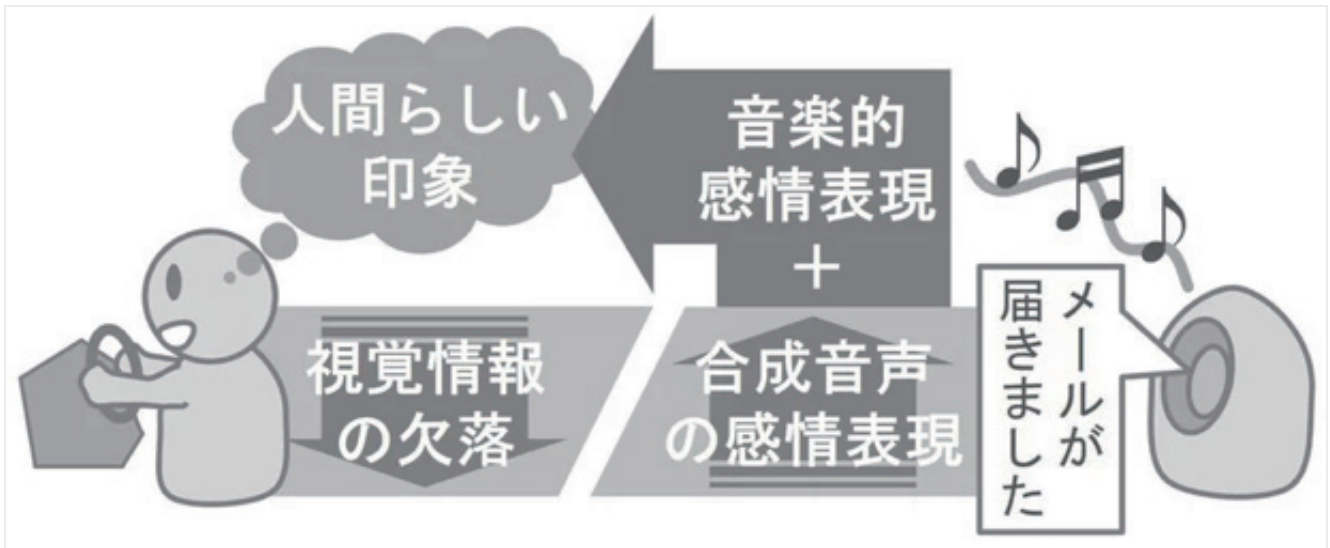 人間らしい
印象
音楽的
感情表現
+
視覚情報
の欠落
合成音声
の感情表現
メールが
届きました